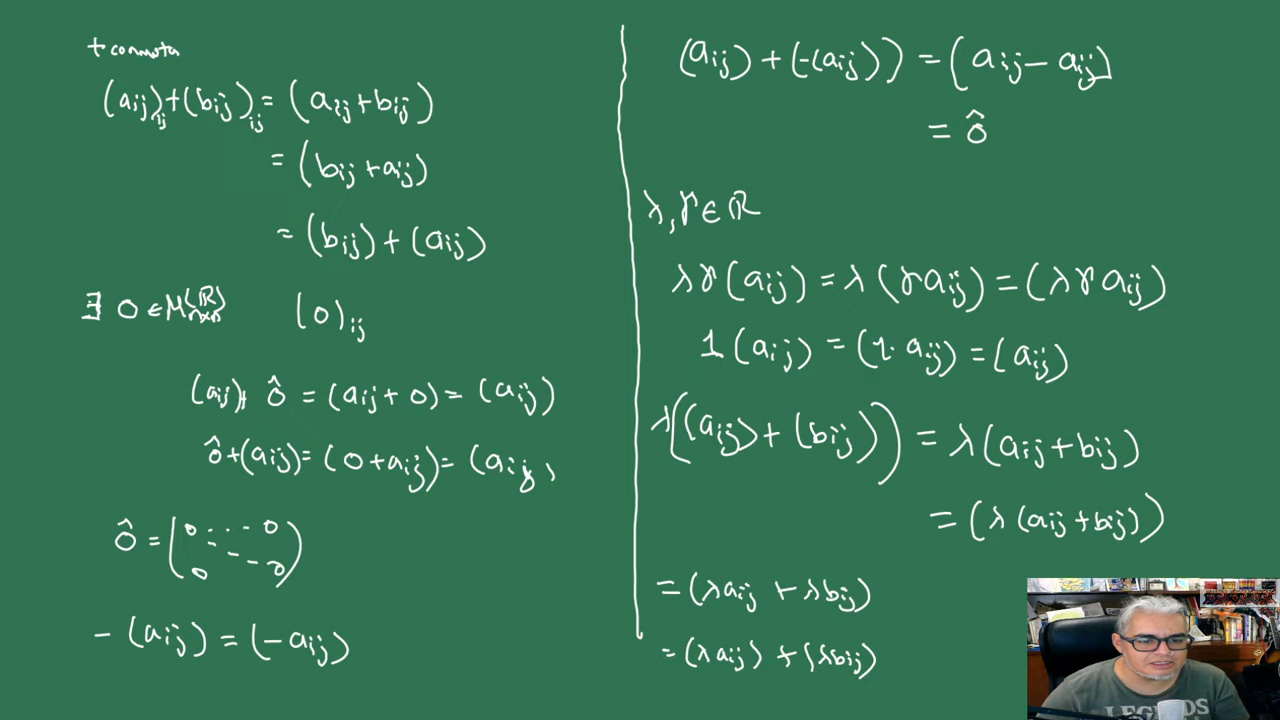 + conmuta
(aij)ij+(bij)ij = (aij+bij)
= (bij+aij)
= (bij)+(aij)
∃ 0 ∈ Mn×n(ℝ) (0)ij
(aij)+ ô = (aij+0) = (aij)
ô+(aij) = (0+aij) = (aij)
ô = (0 ... 0 ... 0 0)
-(aij) = (-aij)
(aij)+(-(aij)) = (aij-aij)
= ô
λ,γ∈ℝ
λγ(aij) = λ(γaij) = (λγaij)
1(aij) = (1·aij) = (aij)
λ((aij)+(bij)) = λ(aij+bij)
= (λ(aij+bij))
= (λaij + λbij)
= (λaij) + (λbij)
LEGENDS